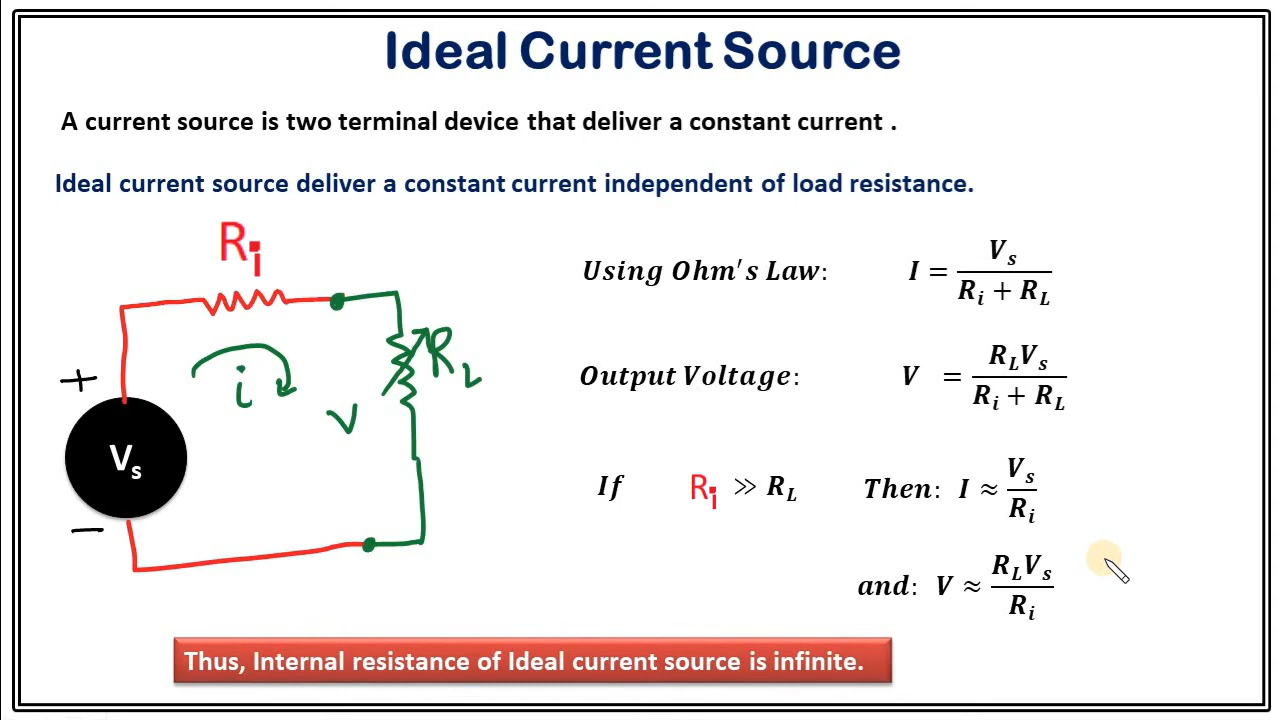 Ideal Current Source
A current source is two terminal device that deliver a constant current .
Ideal current source deliver a constant current independent of load resistance.
Ri
+
i
RL
V
Vs
−
Using Ohm's Law: I = Vs / (Ri + RL)
Output Voltage: V = RLVs / (Ri + RL)
If Ri ≫ RL Then: I ≈ Vs / Ri
and: V ≈ RLVs / Ri
Thus, Internal resistance of Ideal current source is infinite.